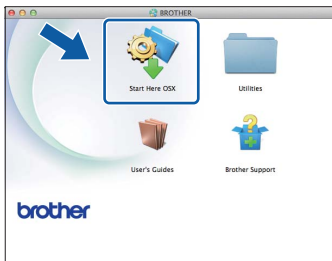 BROTHER
Start Here OSX
Utilities
User's Guides
Brother Support
brother